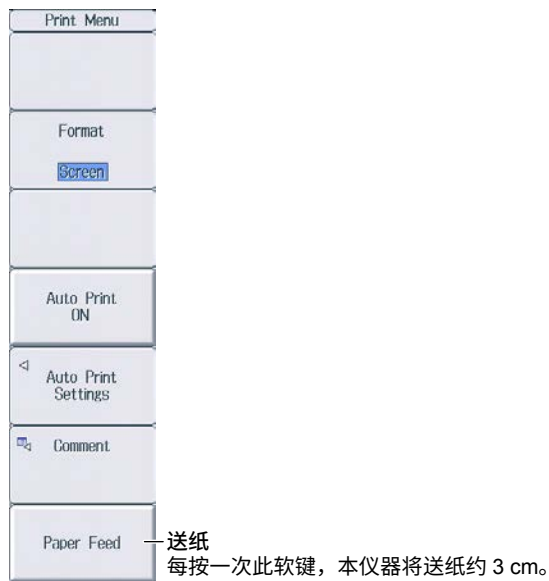 Print Menu
Format
Screen
Auto Print
ON
Auto Print
Settings
Comment
Paper Feed
送纸
每按一次此软键，本仪器将送纸约 3 cm。